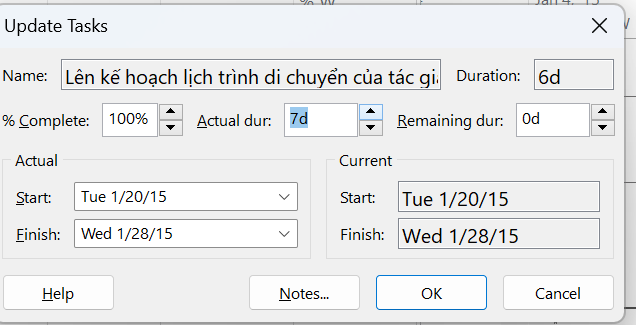 Update Tasks
Name: Lên kế hoạch lịch trình di chuyển của tác giả Duration: 6d
% Complete: 100% Actual dur: 7d Remaining dur: 0d
Actual Current
Start: Tue 1/20/15 Start: Tue 1/20/15
Finish: Wed 1/28/15 Finish: Wed 1/28/15
Help Notes... OK Cancel